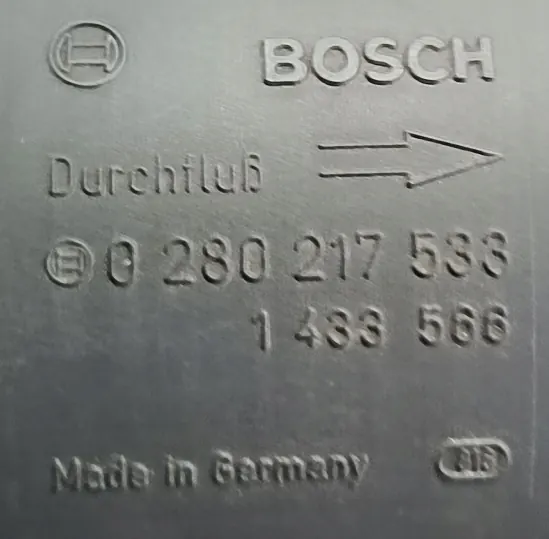 BOSCH
Durchfluß
0 280 217 533
1 433 566
Made in Germany